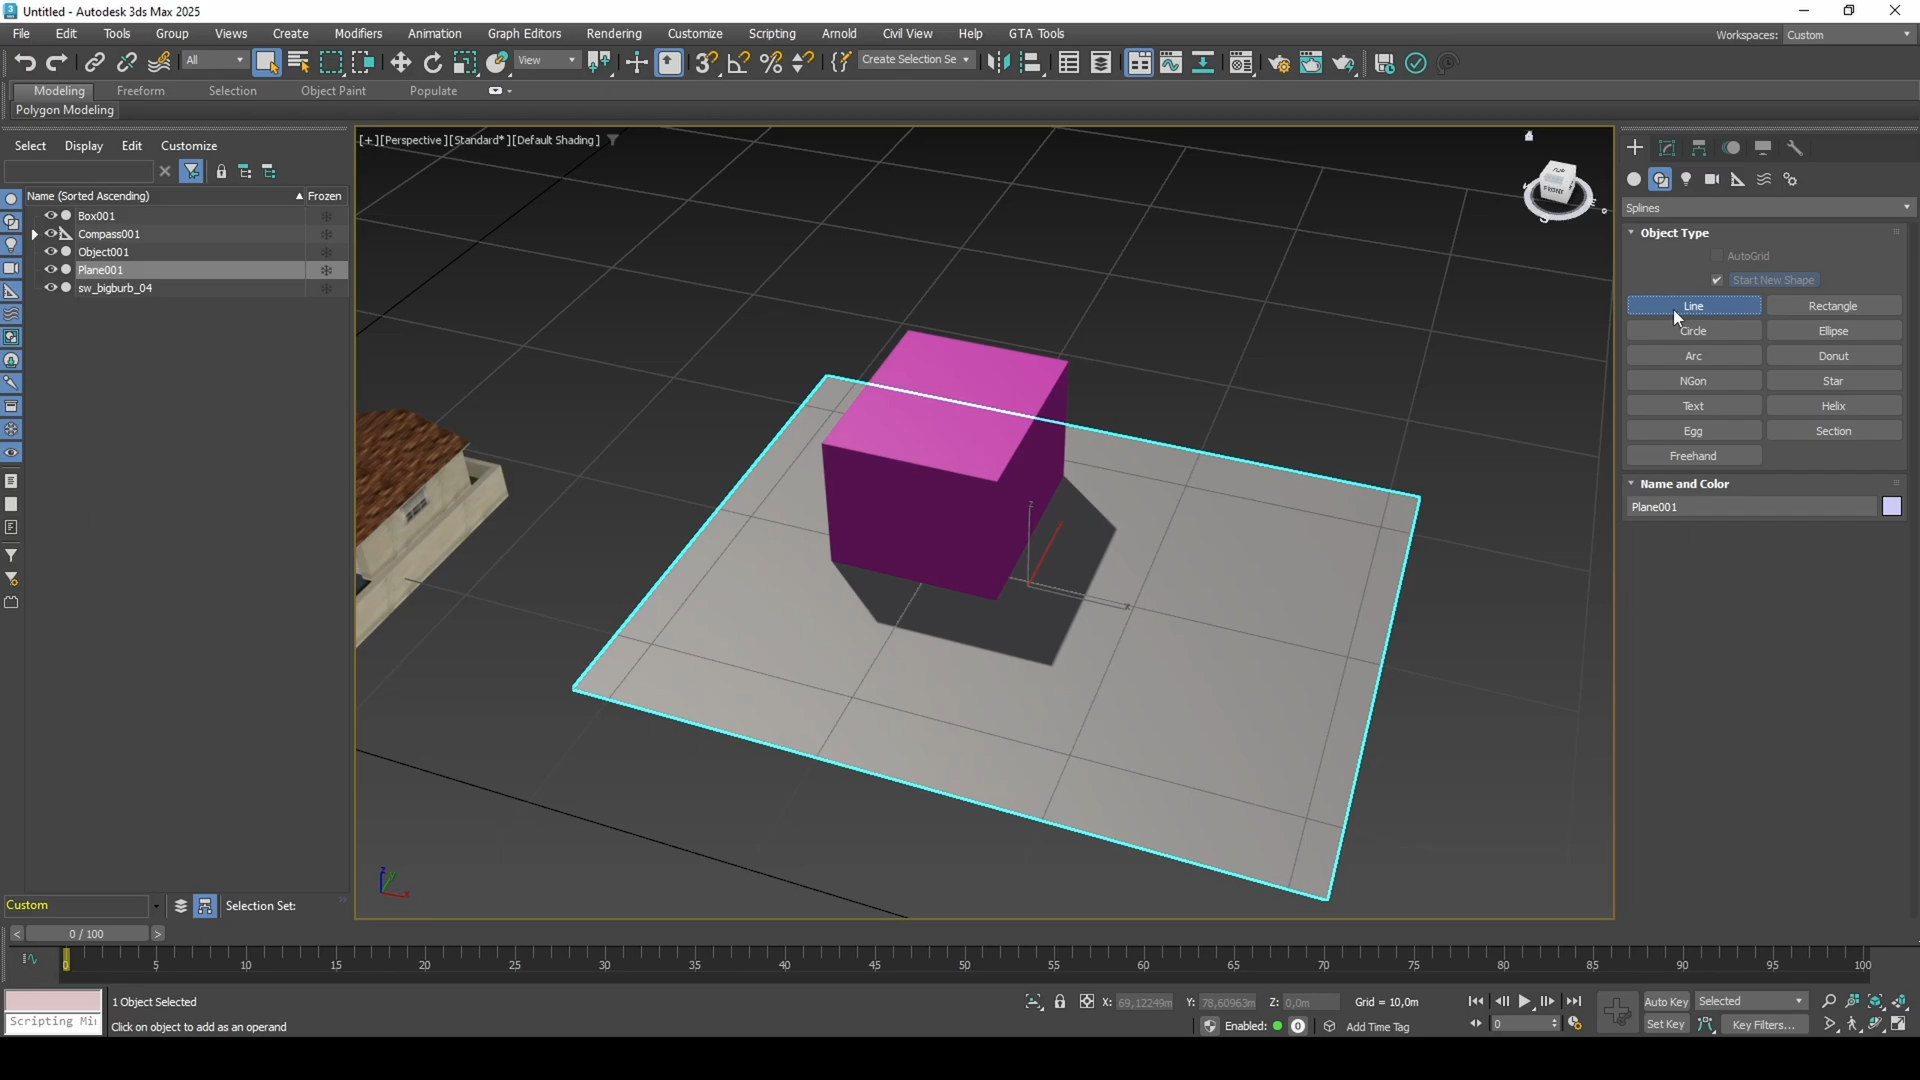 Untitled - Autodesk 3ds Max 2025
File Edit Tools Group Views Create Modifiers Animation Graph Editors Rendering Customize Scripting Arnold Civil View Help GTA Tools Workspaces: Custom
All View Create Selection Se
Modeling Freeform Selection Object Paint Populate
Polygon Modeling
Select Display Edit Customize
Name (Sorted Ascending) Frozen
Box001
Compass001
Object001
Plane001
sw_bigburb_04
[+][Perspective][Standard*][Default Shading]
FRONT
Splines
Object Type
AutoGrid
Start New Shape
Line Rectangle
Circle Ellipse
Arc Donut
NGon Star
Text Helix
Egg Section
Freehand
Name and Color
Plane001
z
x
Custom Selection Set:
< 0 / 100 >
0 5 10 15 20 25 30 35 40 45 50 55 60 65 70 75 80 85 90 95 100
1 Object Selected X: 69,12249m Y: 78,60963m Z: 0,0m Grid = 10,0m Auto Key Selected
Scripting Mi Click on object to add as an operand Enabled: 0 Add Time Tag 0 Set Key Key Filters...